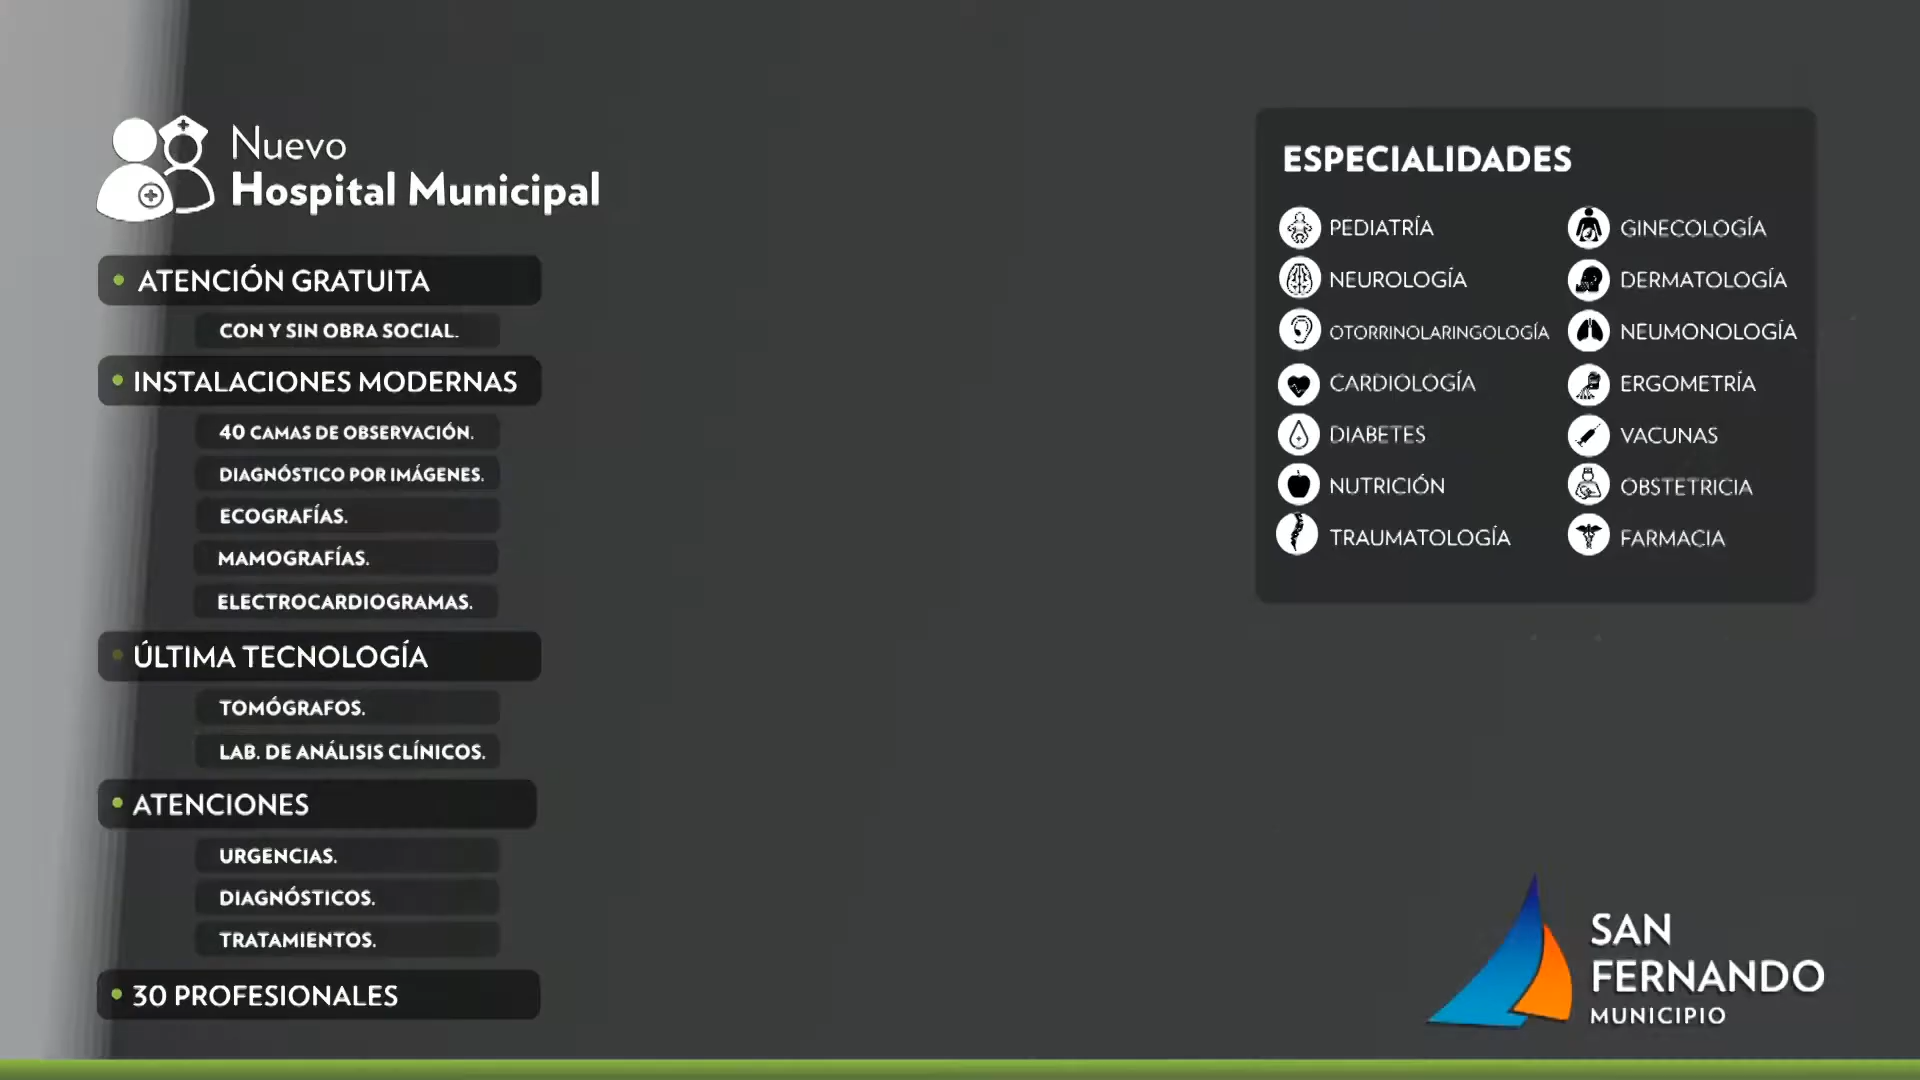 Nuevo
Hospital Municipal
• ATENCIÓN GRATUITA
CON Y SIN OBRA SOCIAL.
• INSTALACIONES MODERNAS
40 CAMAS DE OBSERVACIÓN.
DIAGNÓSTICO POR IMÁGENES.
ECOGRAFÍAS.
MAMOGRAFÍAS.
ELECTROCARDIOGRAMAS.
• ÚLTIMA TECNOLOGÍA
TOMÓGRAFOS.
LAB. DE ANÁLISIS CLÍNICOS.
• ATENCIONES
URGENCIAS.
DIAGNÓSTICOS.
TRATAMIENTOS.
• 30 PROFESIONALES
ESPECIALIDADES
PEDIATRÍA
NEUROLOGÍA
OTORRINOLARINGOLOGÍA
CARDIOLOGÍA
DIABETES
NUTRICIÓN
TRAUMATOLOGÍA
GINECOLOGÍA
DERMATOLOGÍA
NEUMONOLOGÍA
ERGOMETRÍA
VACUNAS
OBSTETRICIA
FARMACIA
SAN
FERNANDO
MUNICIPIO